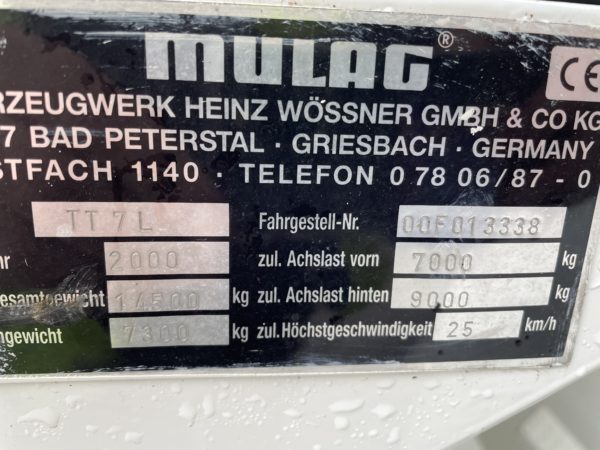 MULAG®
CE
RZEUGWERK HEINZ WÖSSNER GMBH & CO KG
7 BAD PETERSTAL · GRIESBACH · GERMANY
STFACH 1140 · TELEFON 0 78 06/87 - 0
TT 7 L Fahrgestell-Nr. 00F013338
hr 2000 zul. Achslast vorn 7000 kg
esamtgewicht 14500 kg zul. Achslast hinten 9000 kg
ngewicht 7300 kg zul. Höchstgeschwindigkeit 25 km/h